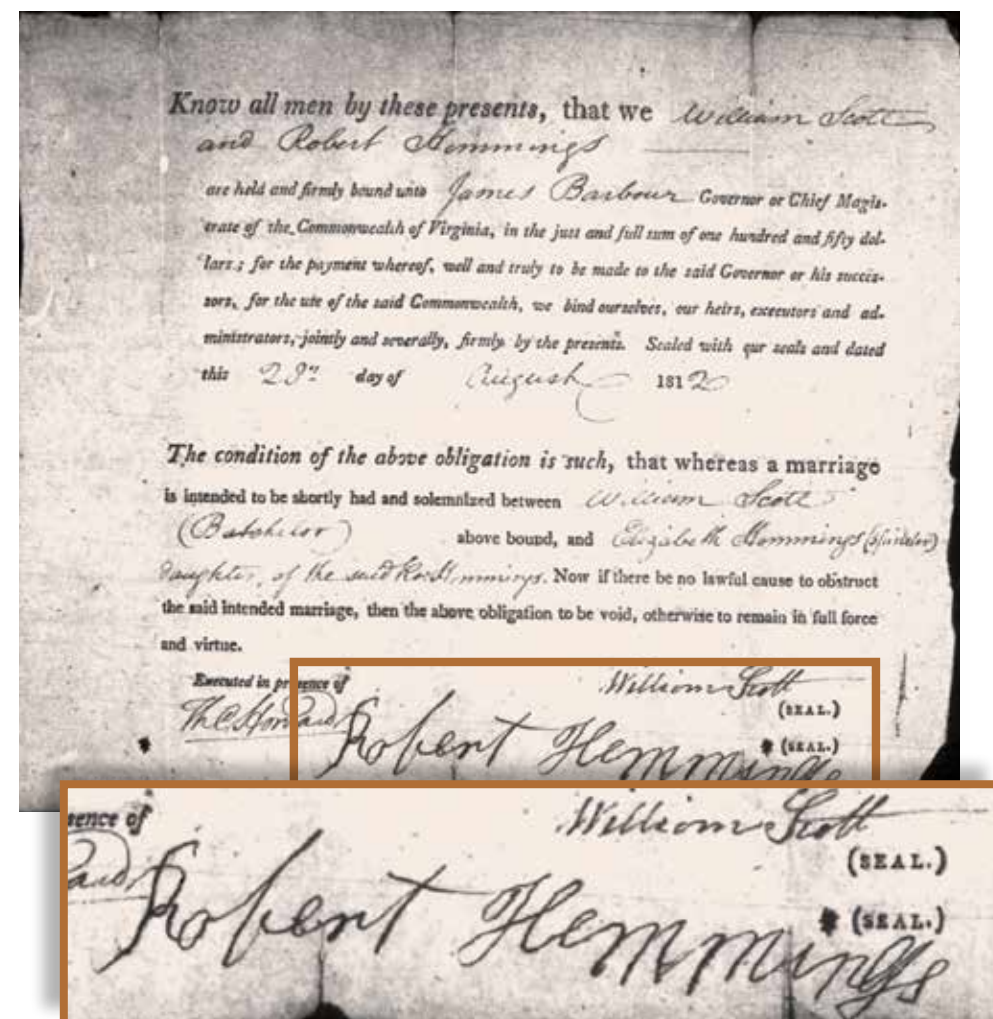 Know all men by these presents, that we William Scott
and Robert Hemmings
are held and firmly bound unto James Barbour Governor or Chief Magis-
trate of the Commonwealth of Virginia, in the just and full sum of one hundred and fifty dol-
lars; for the payment whereof, well and truly to be made to the said Governor or his succes-
sors, for the use of the said Commonwealth, we bind ourselves, our heirs, executors and ad-
ministrators, jointly and severally, firmly by the presents. Sealed with our seals and dated
this day of August 1812
The condition of the above obligation is such, that whereas a marriage
is intended to be shortly had and solemnized between William Scott
above bound, and Elizabeth Hemmings (spinster)
daughter of the said Ro. Hemmings. Now if there be no lawful cause to obstruct
the said intended marriage, then the above obligation to be void, otherwise to remain in full force
and virtue.
Executed in presence of
William Scott
(SEAL.)
Th C Howard
Robert Hemmings
(SEAL.)
sence of
William Scott
(SEAL.)
Robert Hemmings
(SEAL.)